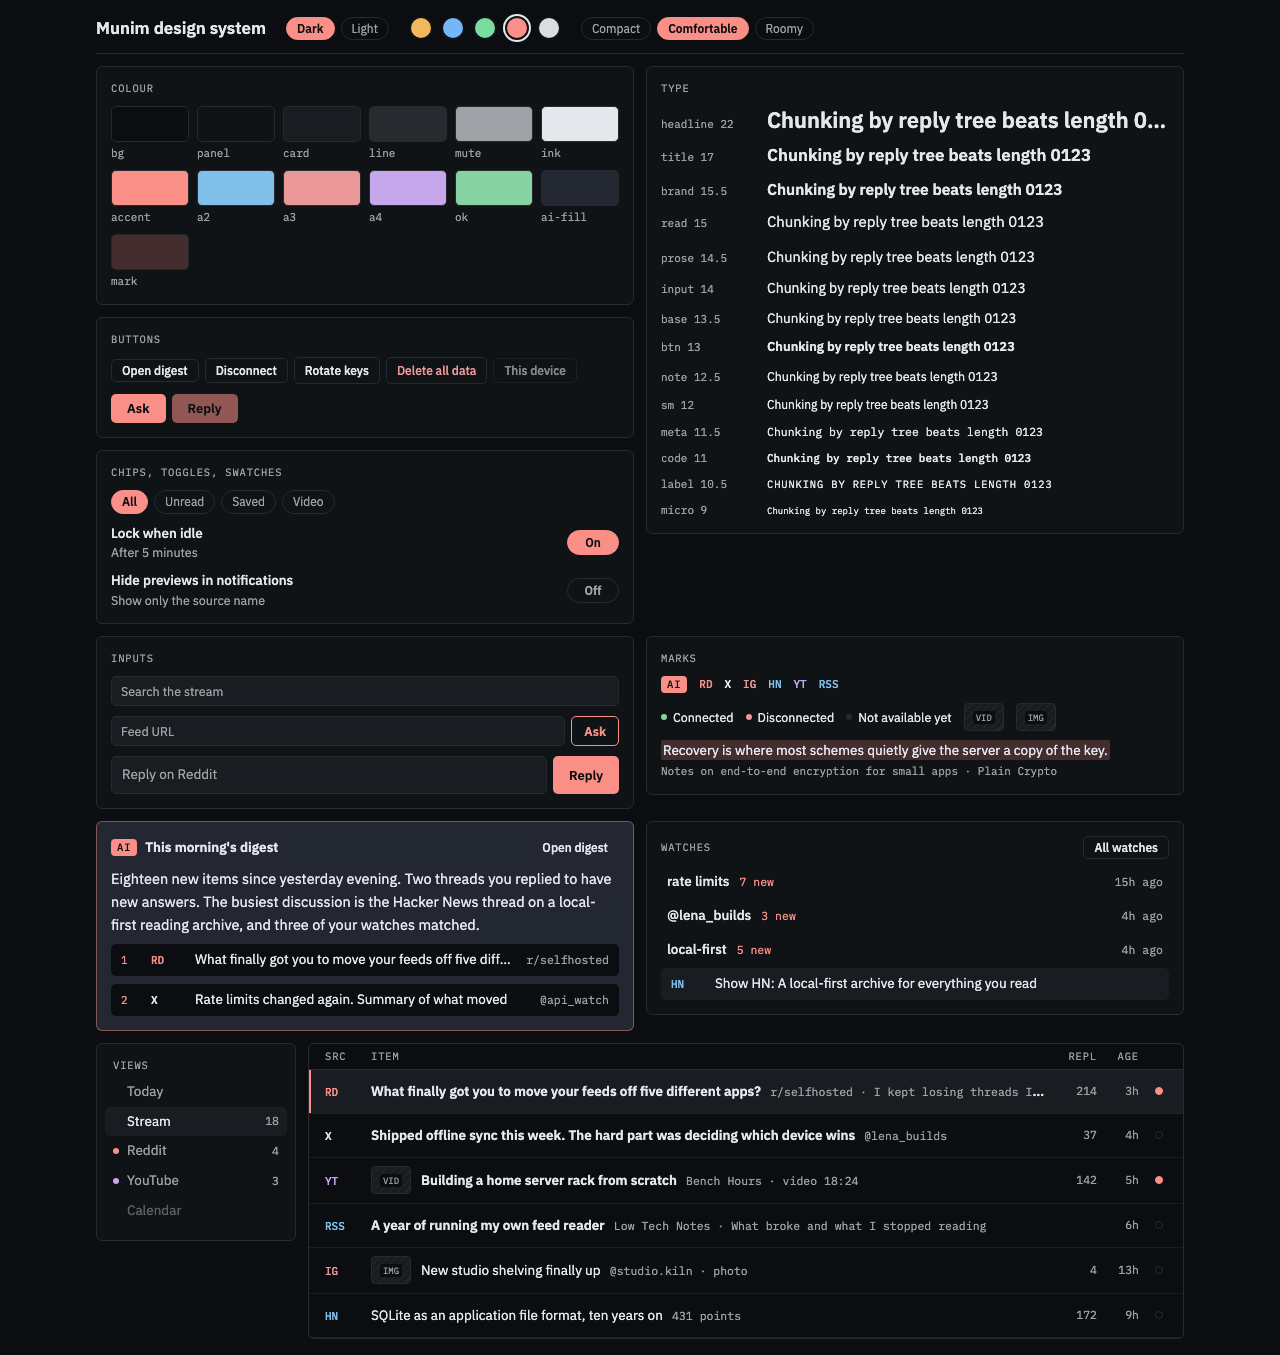 Munim design system
Dark
Light
Compact
Comfortable
Roomy
COLOUR
bg
panel
card
line
mute
ink
accent
a2
a3
a4
ok
ai-fill
mark
TYPE
headline 22
Chunking by reply tree beats length 0...
title 17
Chunking by reply tree beats length 0123
brand 15.5
Chunking by reply tree beats length 0123
read 15
Chunking by reply tree beats length 0123
prose 14.5
Chunking by reply tree beats length 0123
input 14
Chunking by reply tree beats length 0123
base 13.5
Chunking by reply tree beats length 0123
btn 13
Chunking by reply tree beats length 0123
note 12.5
Chunking by reply tree beats length 0123
sm 12
Chunking by reply tree beats length 0123
meta 11.5
Chunking by reply tree beats length 0123
code 11
Chunking by reply tree beats length 0123
label 10.5
CHUNKING BY REPLY TREE BEATS LENGTH 0123
micro 9
Chunking by reply tree beats length 0123
BUTTONS
Open digest
Disconnect
Rotate keys
Delete all data
This device
Ask
Reply
CHIPS, TOGGLES, SWATCHES
All
Unread
Saved
Video
Lock when idle
After 5 minutes
On
Hide previews in notifications
Show only the source name
Off
INPUTS
Search the stream
Feed URL
Ask
Reply on Reddit
Reply
MARKS
AI RD X IG HN YT RSS
Connected
Disconnected
Not available yet
VID
IMG
Recovery is where most schemes quietly give the server a copy of the key.
Notes on end-to-end encryption for small apps · Plain Crypto
AI This morning's digest
Open digest
Eighteen new items since yesterday evening. Two threads you replied to have
new answers. The busiest discussion is the Hacker News thread on a local-
first reading archive, and three of your watches matched.
1 RD What finally got you to move your feeds off five diff... r/selfhosted
2 X Rate limits changed again. Summary of what moved @api_watch
WATCHES
All watches
rate limits 7 new 15h ago
@lena_builds 3 new 4h ago
local-first 5 new 4h ago
HN Show HN: A local-first archive for everything you read
VIEWS
Today
Stream 18
Reddit 4
YouTube 3
Calendar
SRC ITEM REPL AGE
RD What finally got you to move your feeds off five different apps? r/selfhosted · I kept losing threads I... 214 3h
X Shipped offline sync this week. The hard part was deciding which device wins @lena_builds 37 4h
YT VID Building a home server rack from scratch Bench Hours · video 18:24 142 5h
RSS A year of running my own feed reader Low Tech Notes · What broke and what I stopped reading 6h
IG IMG New studio shelving finally up @studio.kiln · photo 4 13h
HN SQLite as an application file format, ten years on 431 points 172 9h